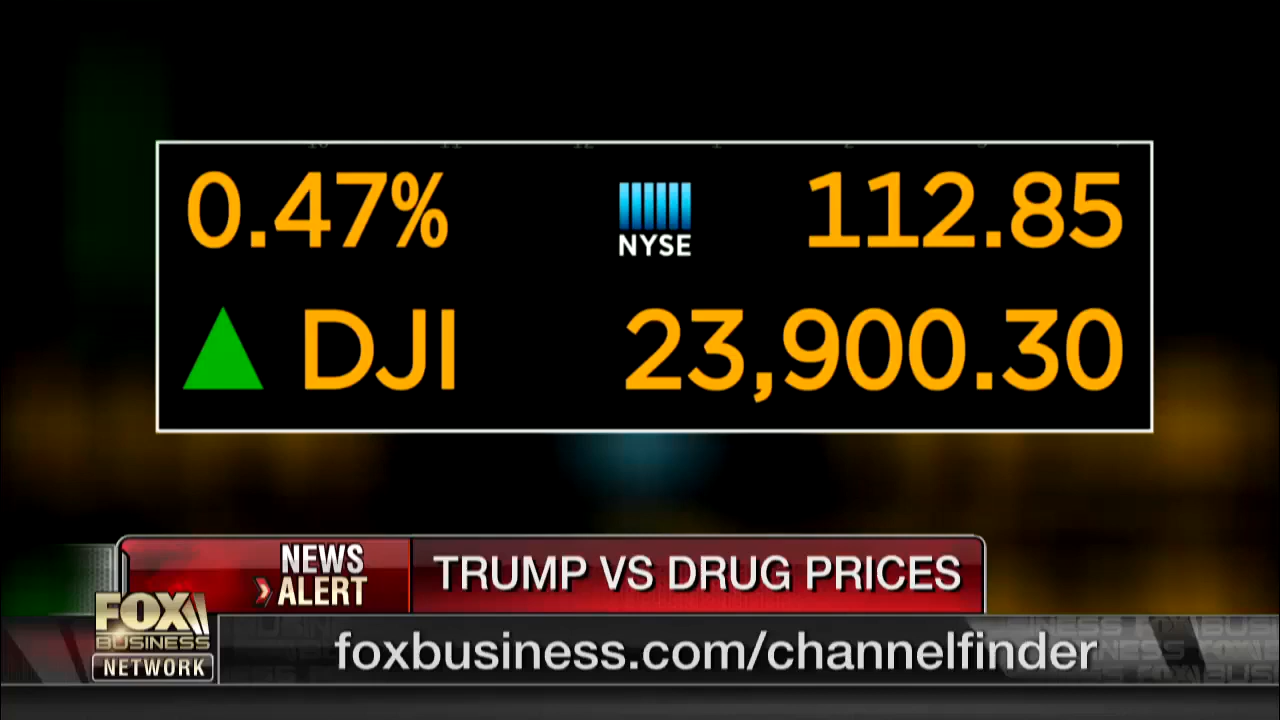 0.47%
NYSE
112.85
DJI
23,900.30
NEWS
ALERT
TRUMP VS DRUG PRICES
FOX
BUSINESS
NETWORK
foxbusiness.com/channelfinder